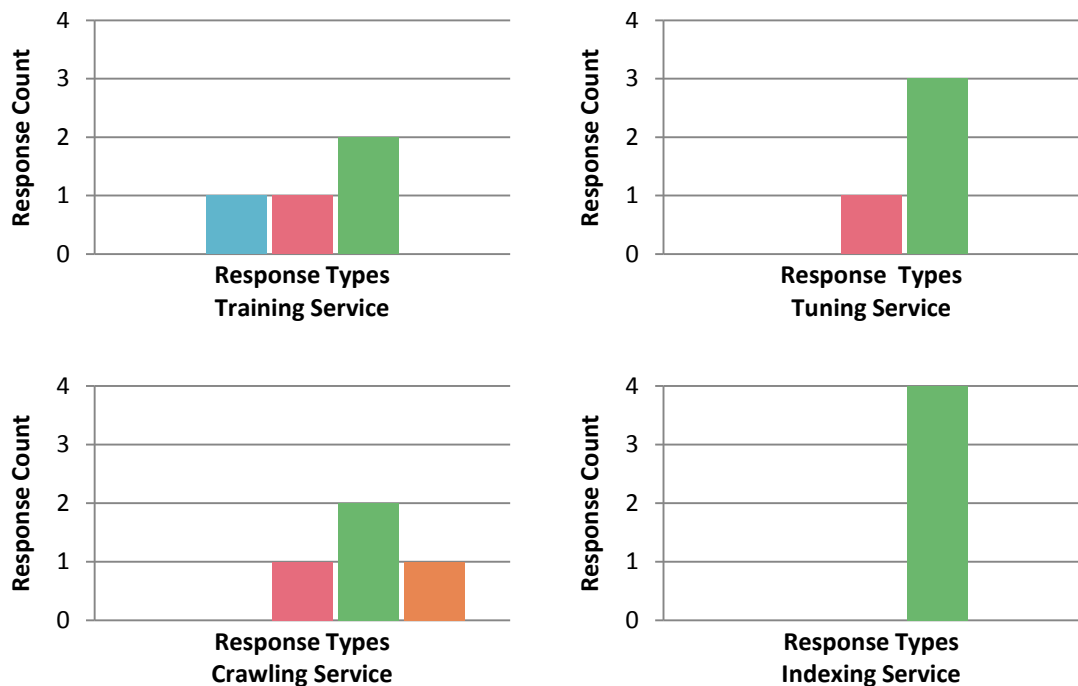 4
3
2
1
0
Response Count
Response Types
Training Service
4
3
2
1
0
Response Count
Response  Types
Tuning Service
4
3
2
1
0
Response Count
Response Types
Crawling Service
4
3
2
1
0
Response Count
Response Types
Indexing Service